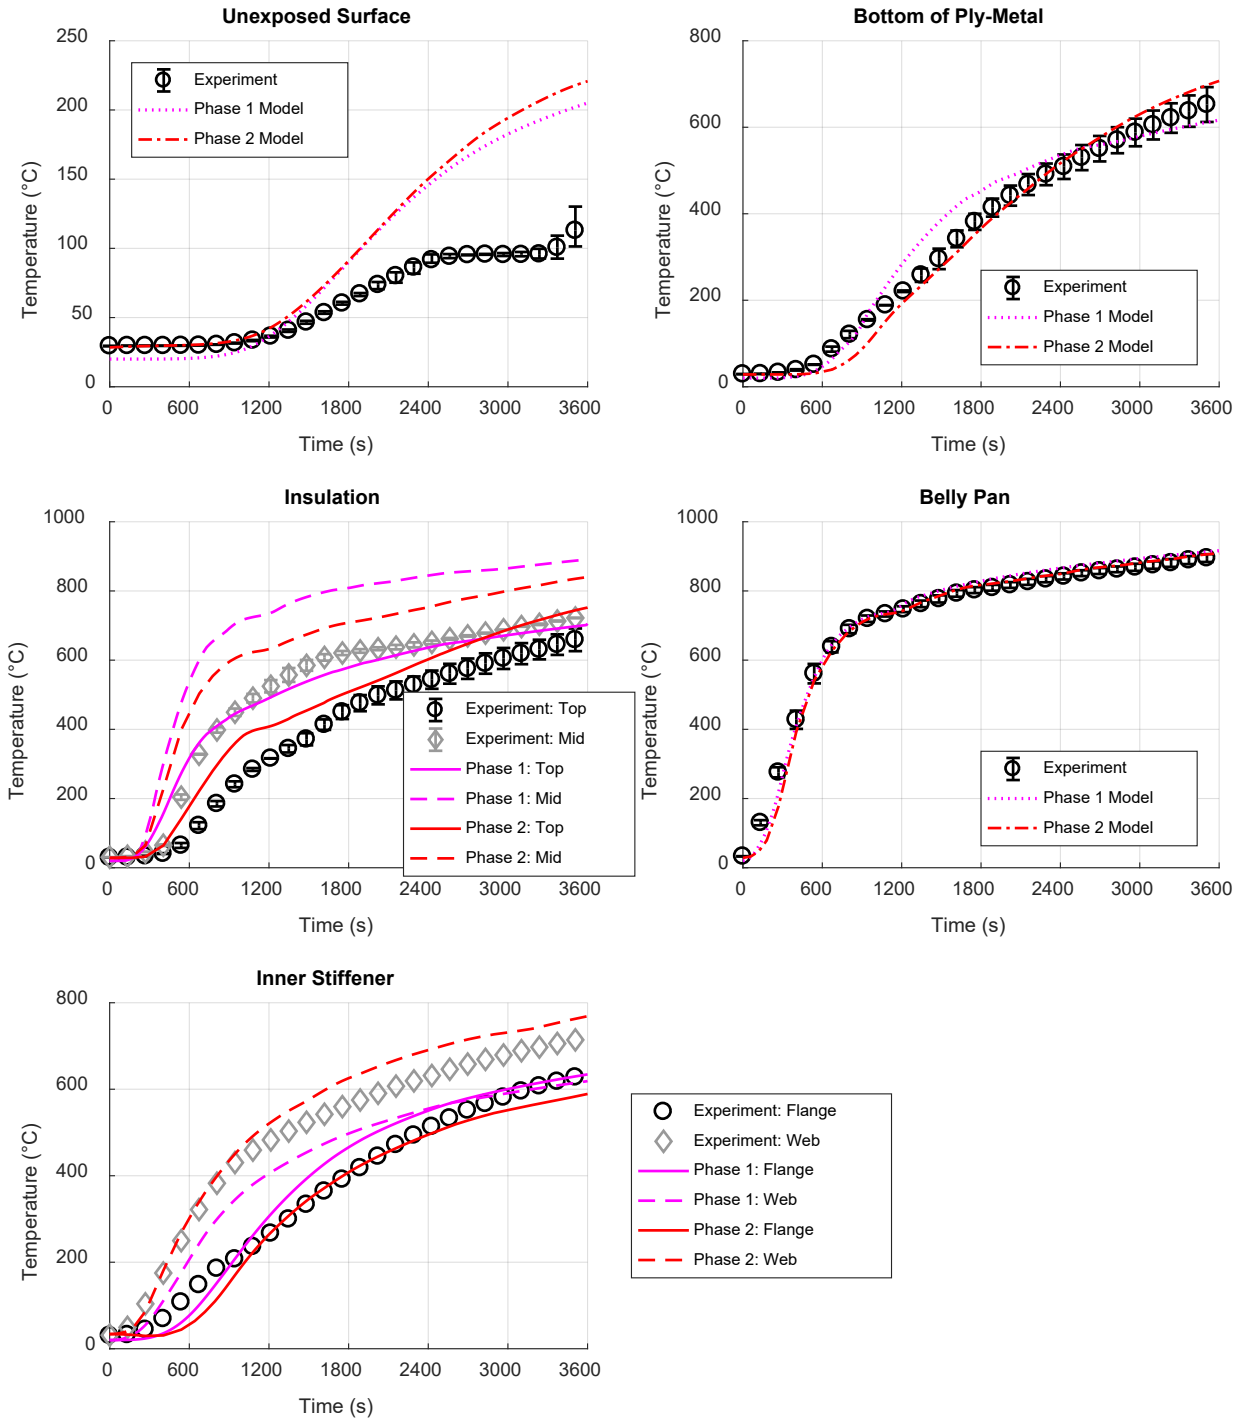 Unexposed Surface
250
200
150
100
50
0
Temperature (°C)
Experiment
Phase 1 Model
Phase 2 Model
0 600 1200 1800 2400 3000 3600
Time (s)
Bottom of Ply-Metal
800
600
400
200
0
Temperature (°C)
Experiment
Phase 1 Model
Phase 2 Model
0 600 1200 1800 2400 3000 3600
Time (s)
Insulation
1000
800
600
400
200
0
Temperature (°C)
Experiment: Top
Experiment: Mid
Phase 1: Top
Phase 1: Mid
Phase 2: Top
Phase 2: Mid
0 600 1200 1800 2400 3000 3600
Time (s)
Belly Pan
1000
800
600
400
200
0
Temperature (°C)
Experiment
Phase 1 Model
Phase 2 Model
0 600 1200 1800 2400 3000 3600
Time (s)
Inner Stiffener
800
600
400
200
0
Temperature (°C)
0 600 1200 1800 2400 3000 3600
Time (s)
Experiment: Flange
Experiment: Web
Phase 1: Flange
Phase 1: Web
Phase 2: Flange
Phase 2: Web